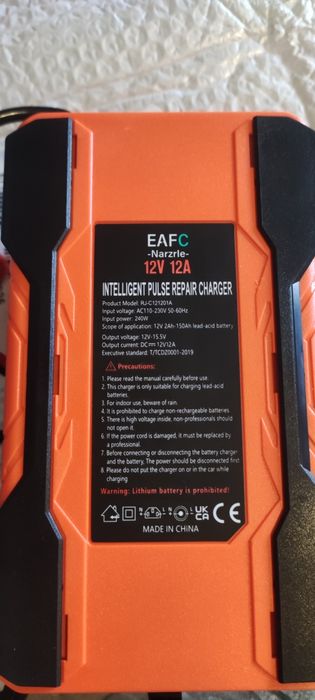 EAFC
-Narzrle-
12V 12A
INTELLIGENT PULSE REPAIR CHARGER
Product Model: RJ-C121201A
Input voltage: AC110-230V 50-60Hz
Input power: 240W
Scope of application: 12V 2Ah-150Ah lead-acid battery
Output voltage: 12V-15.5V
Output current: DC⎓12V12A
Executive standard: T/TCDZ0001-2019
Precautions:
1. Please read the manual carefully before use.
2. This charger is only suitable for charging lead-acid
batteries.
3. For indoor use, beware of rain.
4. It is prohibited to charge non-rechargeable batteries
5. There is high voltage inside, non-professionals should
not open it.
6. If the power cord is damaged, it must be replaced by
a professional.
7. Before connecting or disconnecting the battery charger
and the battery. The power should be disconnected first
8. Please do not put the charger on or in the car while
charging
Warning: Lithium battery is prohibited!
N L N L UK CA CE
MADE IN CHINA